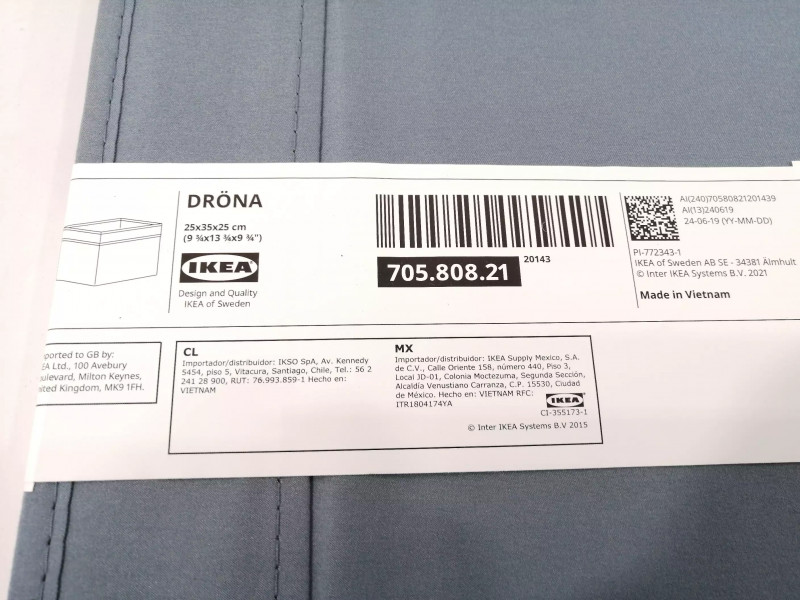 DRÖNA
25x35x25 cm
(9 ¾x13 ¾x9 ¾")
IKEA
Design and Quality
IKEA of Sweden
705.808.21
20143
AI(240)70580821201439
AI(13)240619
24-06-19 (YY-MM-DD)
PI-772343-1
IKEA of Sweden AB SE - 34381 Älmhult
© Inter IKEA Systems B.V. 2021
Made in Vietnam
to GB by:
Ltd., 100 Avebury
Milton Keynes,
Kingdom, MK9 1FH.
CL
Importador/distribuidor: IKSO SpA, Av. Kennedy
5454, piso 5, Vitacura, Santiago, Chile, Tel.: 56 2
241 28 900, RUT: 76.993.859-1 Hecho en:
VIETNAM
MX
Importador/distribuidor: IKEA Supply Mexico, S.A.
de C.V., Calle Oriente 158, número 440, Piso 3,
Local JD-01, Colonia Moctezuma, Segunda Sección,
Alcaldía Venustiano Carranza, C.P. 15530, Ciudad
de México. Hecho en: VIETNAM RFC:
ITR1804174YA
IKEA
CI-355173-1
© Inter IKEA Systems B.V 2015